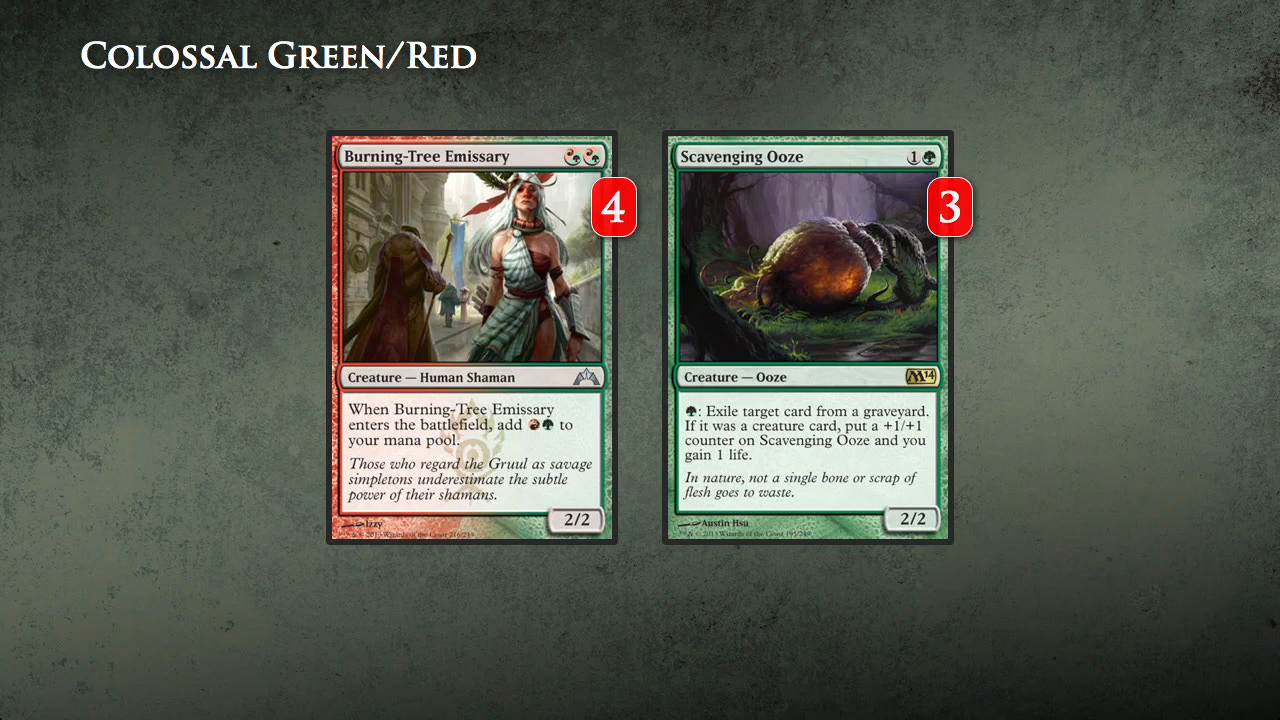 Colossal Green/Red
Burning-Tree Emissary
4
Creature — Human Shaman
When Burning-Tree Emissary
enters the battlefield, add to
your mana pool.
Those who regard the Gruul as savage
simpletons underestimate the subtle
power of their shamans.
Izzy
2/2
Scavenging Ooze 1
3
Creature — Ooze
M14
: Exile target card from a graveyard.
If it was a creature card, put a +1/+1
counter on Scavenging Ooze and you
gain 1 life.
In nature, not a single bone or scrap of
flesh goes to waste.
Austin Hsu
2/2